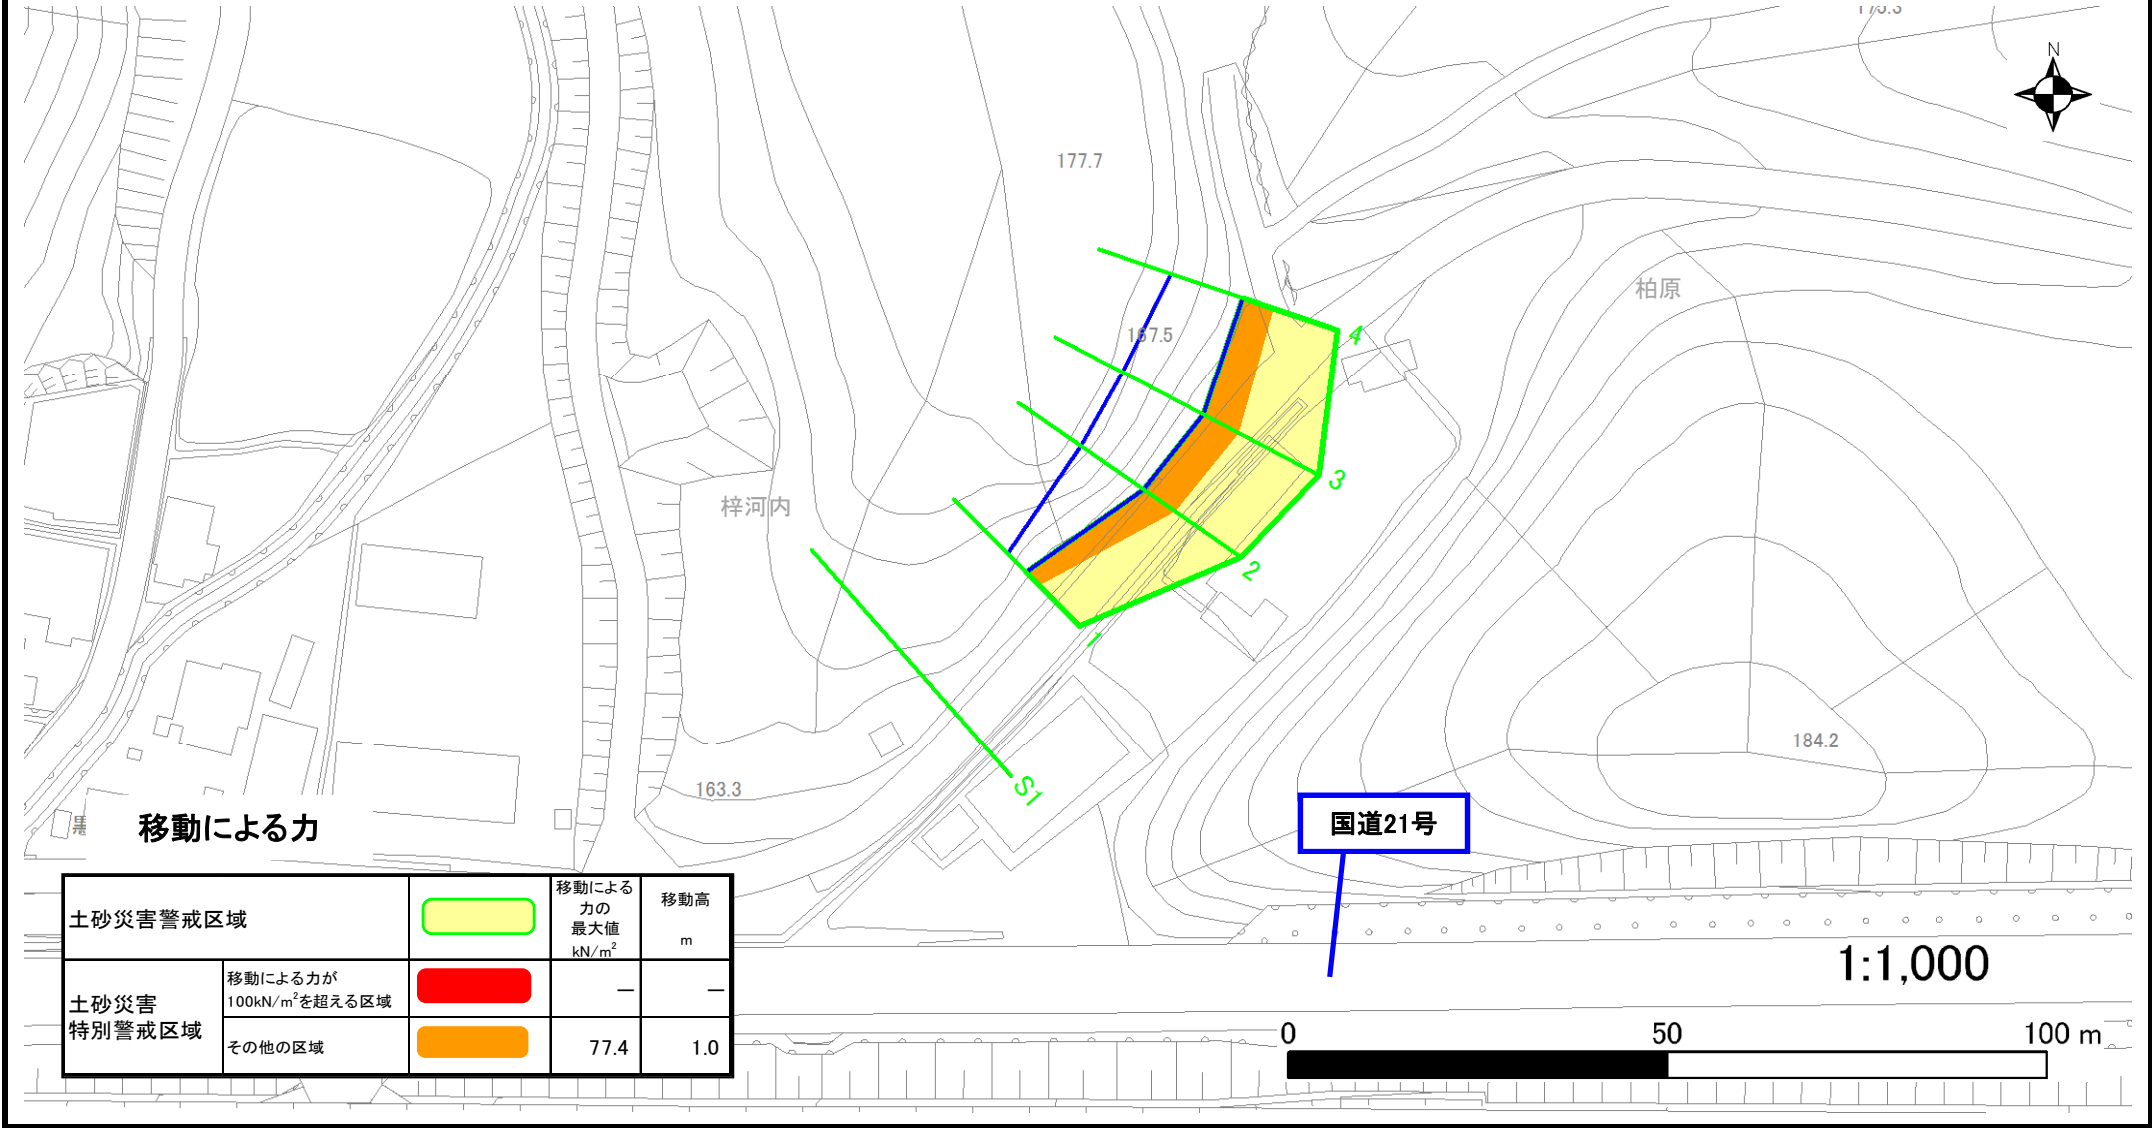 175.3
N
177.7
柏原
167.5
4
3
梓河内
2
1
184.2
163.3
S1
国道21号
黒
移動による力
土砂災害警戒区域
移動による
力の
最大値
kN/m²
移動高
m
土砂災害
特別警戒区域
移動による力が
100kN/m²を超える区域
－
－
その他の区域
77.4
1.0
1:1,000
0
50
100 m